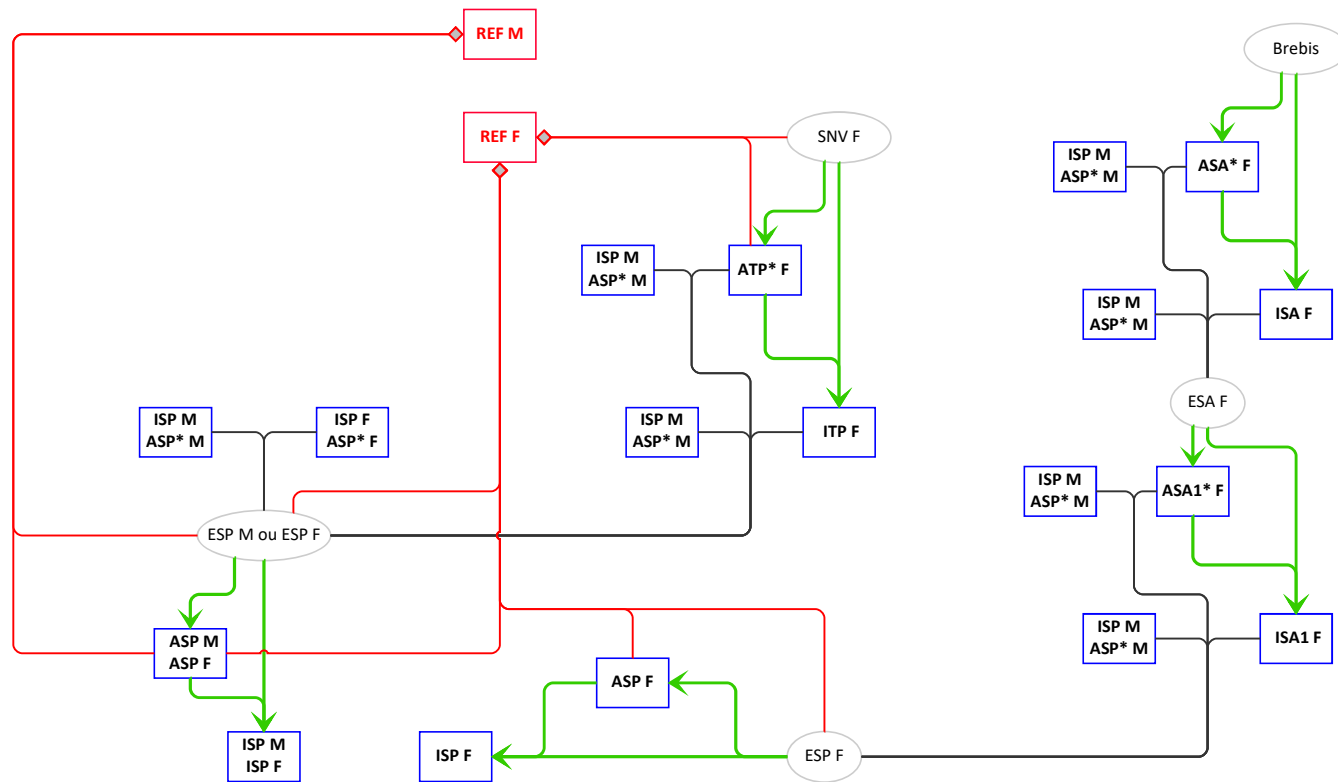 REF M
Brebis
REF F
SNV F
ISP M
ASP* M
ASA* F
ISP M
ASP* M
ATP* F
ISP M
ASP* M
ISA F
ESA F
ISP M
ASP* M
ISP F
ASP* F
ISP M
ASP* M
ITP F
ISP M
ASP* M
ASA1* F
ESP M ou ESP F
ISP M
ASP* M
ISA1 F
ASP M
ASP F
ASP F
ISP M
ISP F
ISP F
ESP F